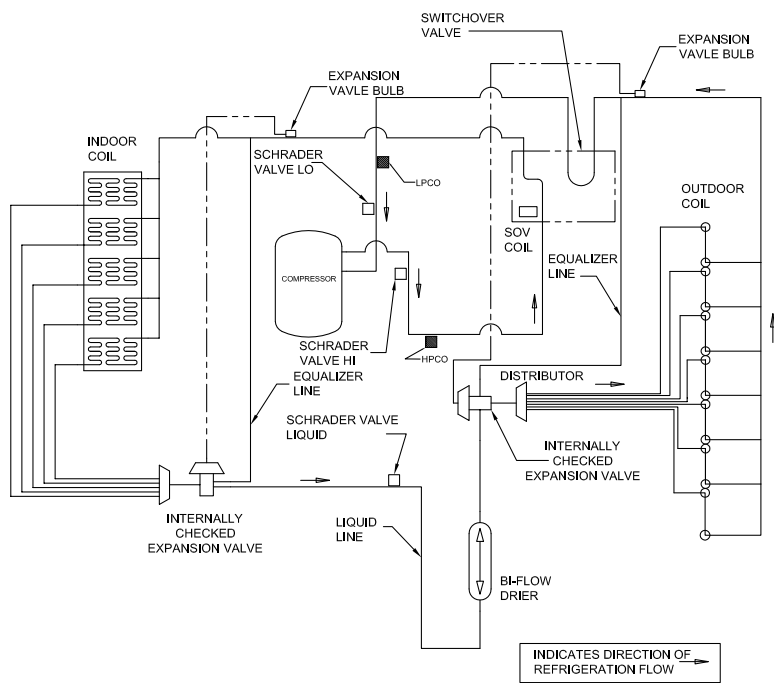 SWITCHOVER
VALVE
EXPANSION
VAVLE BULB
EXPANSION
VAVLE BULB
INDOOR
COIL
SCHRADER
VALVE LO
LPCO
OUTDOOR
COIL
SOV
COIL
COMPRESSOR
EQUALIZER
LINE
SCHRADER
VALVE HI
HPCO
EQUALIZER
LINE
DISTRIBUTOR
SCHRADER VALVE
LIQUID
INTERNALLY
CHECKED
EXPANSION VALVE
INTERNALLY
CHECKED
EXPANSION VALVE
LIQUID
LINE
BI-FLOW
DRIER
INDICATES DIRECTION OF
REFRIGERATION FLOW